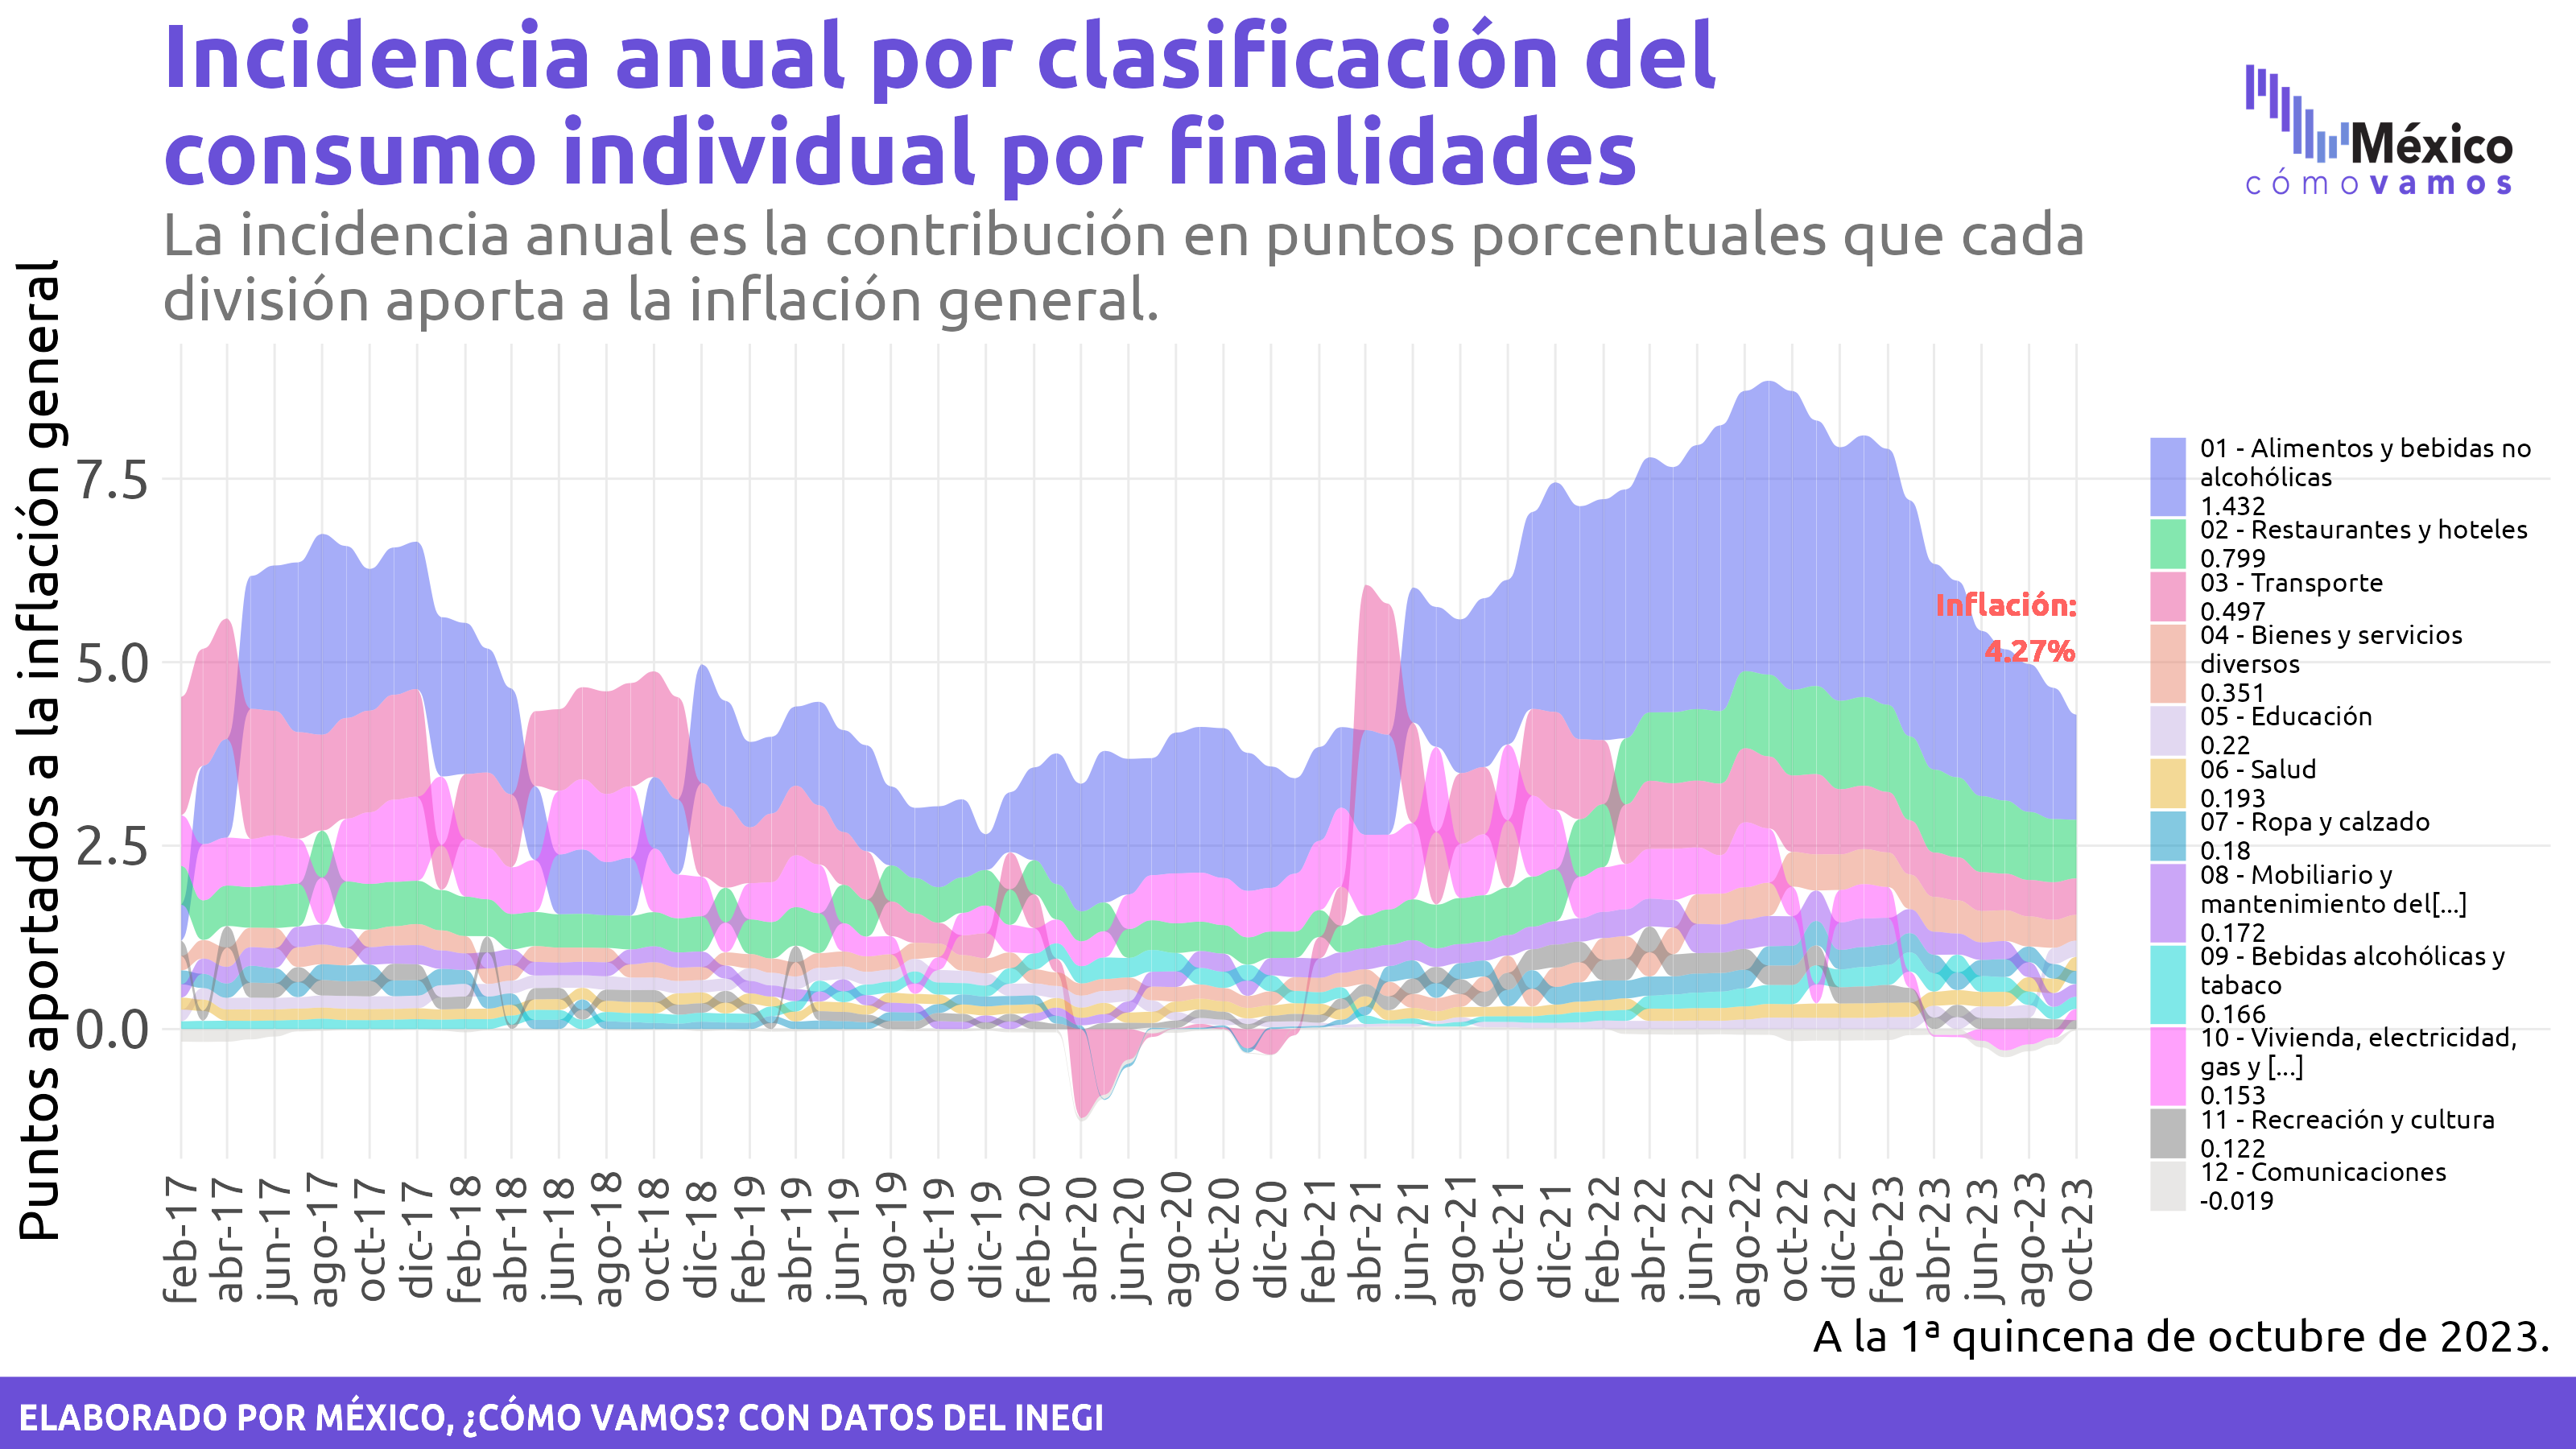 Incidencia anual por clasificación del
consumo individual por finalidades
La incidencia anual es la contribución en puntos porcentuales que cada
división aporta a la inflación general.
México
cómovamos
Puntos aportados a la inflación general
7.5
5.0
2.5
0.0
Inflación:
4.27%
01 - Alimentos y bebidas no
alcohólicas
1.432
02 - Restaurantes y hoteles
0.799
03 - Transporte
0.497
04 - Bienes y servicios
diversos
0.351
05 - Educación
0.22
06 - Salud
0.193
07 - Ropa y calzado
0.18
08 - Mobiliario y
mantenimiento del[...]
0.172
09 - Bebidas alcohólicas y
tabaco
0.166
10 - Vivienda, electricidad,
gas y [...]
0.153
11 - Recreación y cultura
0.122
12 - Comunicaciones
-0.019
feb-17
abr-17
jun-17
ago-17
oct-17
dic-17
feb-18
abr-18
jun-18
ago-18
oct-18
dic-18
feb-19
abr-19
jun-19
ago-19
oct-19
dic-19
feb-20
abr-20
jun-20
ago-20
oct-20
dic-20
feb-21
abr-21
jun-21
ago-21
oct-21
dic-21
feb-22
abr-22
jun-22
ago-22
oct-22
dic-22
feb-23
abr-23
jun-23
ago-23
oct-23
A la 1ª quincena de octubre de 2023.
ELABORADO POR MÉXICO, ¿CÓMO VAMOS? CON DATOS DEL INEGI